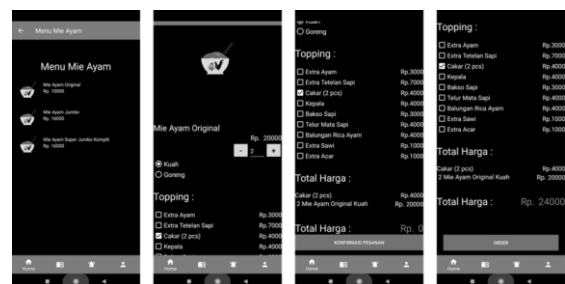 Menu Mie Ayam
Menu Mie Ayam
Mie Ayam Original
Rp. 10000
Mie Ayam Jumbo
Rp. 16000
Mie Ayam Super Jumbo Komplit
Rp. 16000
Home
Mie Ayam Original
Rp. 20000
- 2 +
Kuah
Goreng
Topping :
Extra Ayam Rp.3000
Extra Tetelan Sapi Rp.7000
Cakar (2 pcs) Rp.4000
Kepala Rp.4000
Home
Kuah
Goreng
Topping :
Extra Ayam Rp.3000
Extra Tetelan Sapi Rp.7000
Cakar (2 pcs) Rp.4000
Kepala Rp.4000
Bakso Sapi Rp.3000
Telur Mata Sapi Rp.4000
Balungan Rica Ayam Rp.4000
Extra Sawi Rp.1000
Extra Acar Rp.1000
Total Harga :
Cakar (2 pcs) Rp.4000
2 Mie Ayam Original Kuah Rp. 20000
Total Harga : Rp. 0
KONFIRMASI PESANAN
Home
Topping :
Extra Ayam Rp.3000
Extra Tetelan Sapi Rp.7000
Cakar (2 pcs) Rp.4000
Kepala Rp.4000
Bakso Sapi Rp.3000
Telur Mata Sapi Rp.4000
Balungan Rica Ayam Rp.4000
Extra Sawi Rp.1000
Extra Acar Rp.1000
Total Harga :
Cakar (2 pcs) Rp.4000
2 Mie Ayam Original Kuah Rp. 20000
Total Harga : Rp. 24000
ORDER
Home